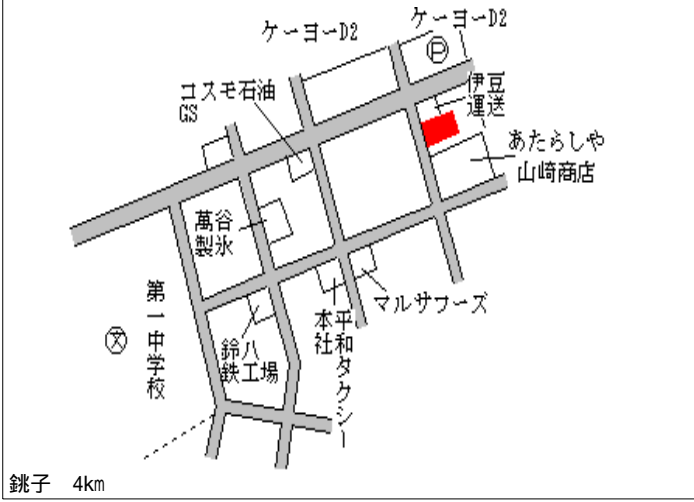 ケーヨーD2
ケーヨーD2
Ⓟ
コスモ石油
GS
伊豆
運送
あたらしや
山崎商店
萬谷
製氷
マルサフーズ
平和タクシー
本社
第一中学校
文
鈴八
鉄工場
銚子 4km